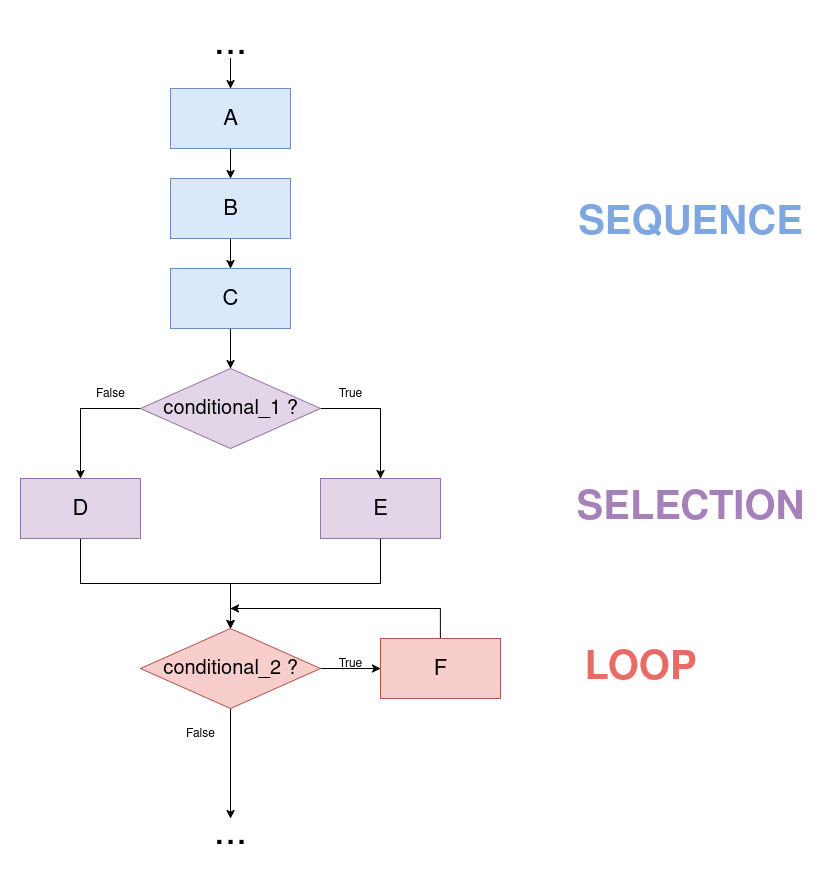 ...
A
B
SEQUENCE
C
False
True
conditional_1 ?
D
E
SELECTION
conditional_2 ?
True
F
LOOP
False
...